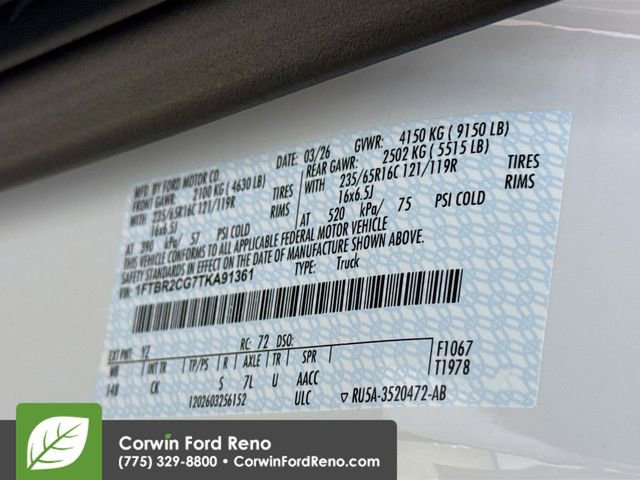 MFD. BY FORD MOTOR CO.
DATE: 03/26 GVWR: 4150 KG ( 9150 LB)
FRONT GAWR: 2100 KG ( 4630 LB) REAR GAWR: 2502 KG ( 5515 LB)
WITH 235/65R16C 121/119R TIRES WITH 235/65R16C 121/119R TIRES
16x6.5J RIMS 16x6.5J RIMS
AT 390 kPa/ 57 PSI COLD AT 520 kPa/ 75 PSI COLD
THIS VEHICLE CONFORMS TO ALL APPLICABLE FEDERAL MOTOR VEHICLE
SAFETY STANDARDS IN EFFECT ON THE DATE OF MANUFACTURE SHOWN ABOVE.
VIN: 1FTBR2CG7TKA91361
TYPE: Truck
F1067
T1978
EXT PNT: YZ RC: 72 DSO:
WB INT TR TP/PS R AXLE TR SPR
148 CK S 7L U AACC
1202603256152 ULC RU5A-3520472-AB
Corwin Ford Reno
(775) 329-8800 • CorwinFordReno.com